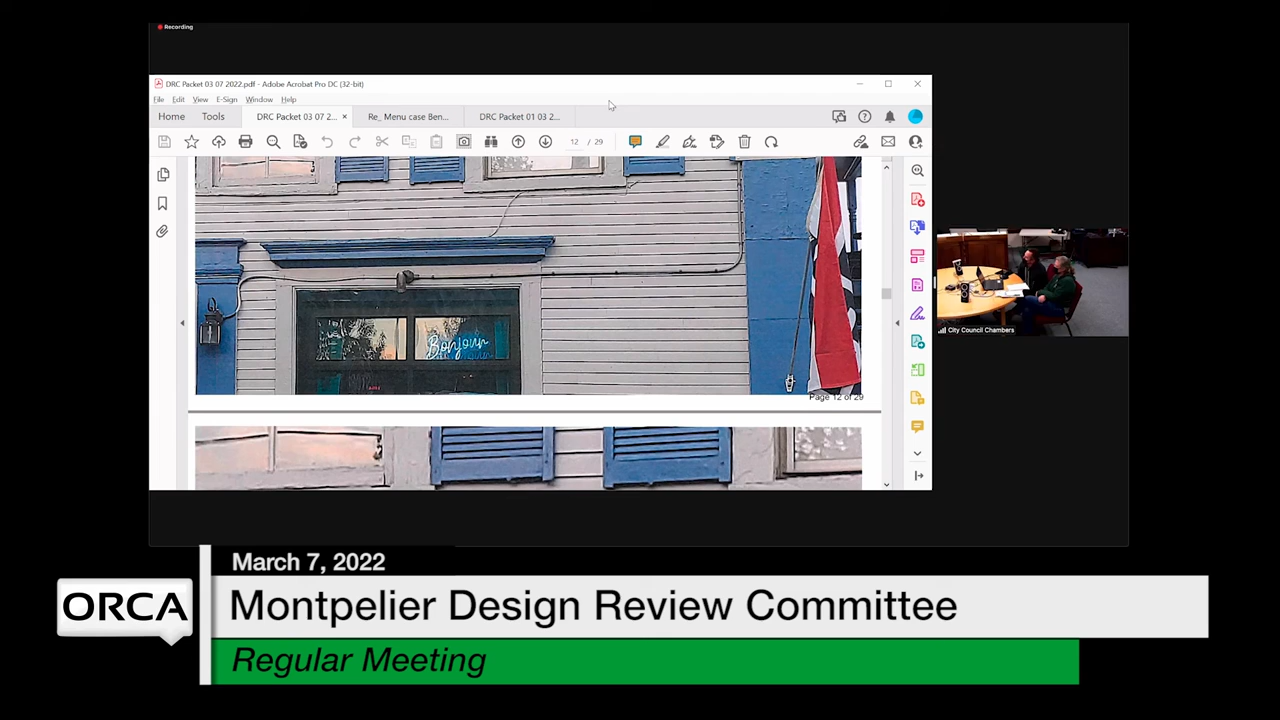 Recording
DRC Packet 03 07 2022.pdf - Adobe Acrobat Pro DC (32-bit)
File Edit View E-Sign Window Help
Home Tools DRC Packet 03 07 2... × Re_ Menu case Ben... DRC Packet 01 03 2...
12 / 29
Bonjour
Page 12 of 29
City Council Chambers
March 7, 2022
ORCA
Montpelier Design Review Committee
Regular Meeting